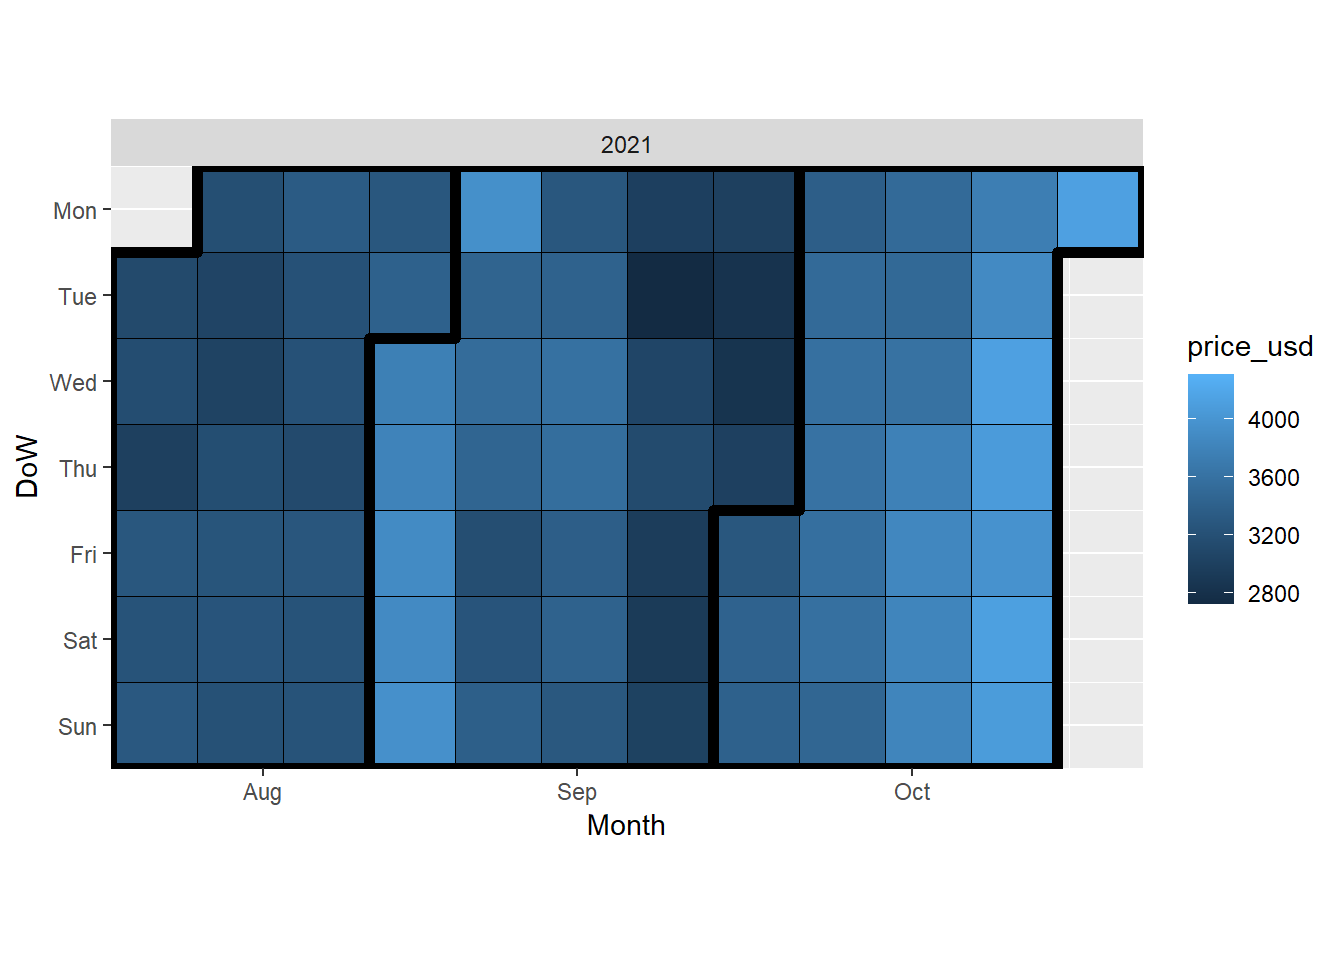 2021
Mon
Tue
Wed
Thu
Fri
Sat
Sun
DoW
Aug Sep Oct
Month
price_usd
4000
3600
3200
2800